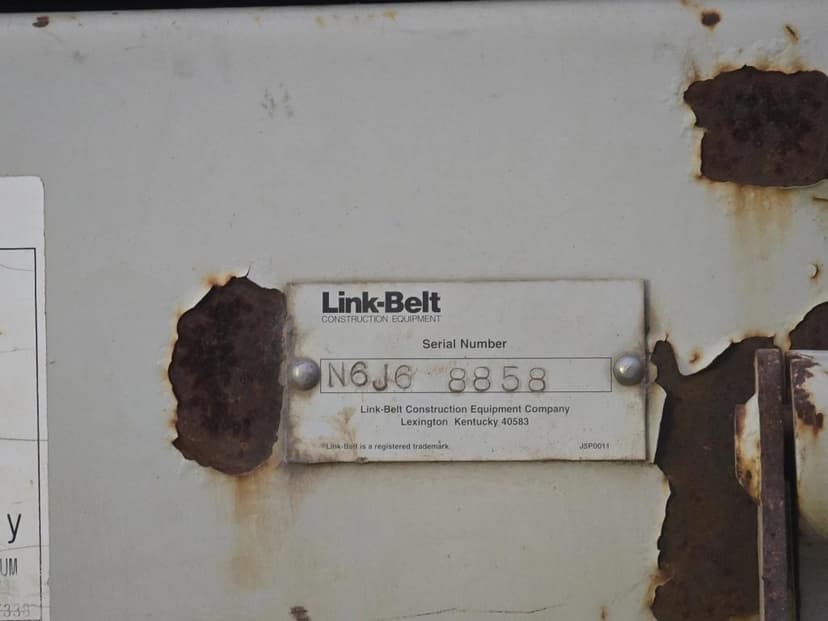 Link-Belt
CONSTRUCTION EQUIPMENT
Serial Number
N6J6 8858
Link-Belt Construction Equipment Company
Lexington Kentucky 40583
®Link-Belt is a registered trademark. JSP0011
y
UM